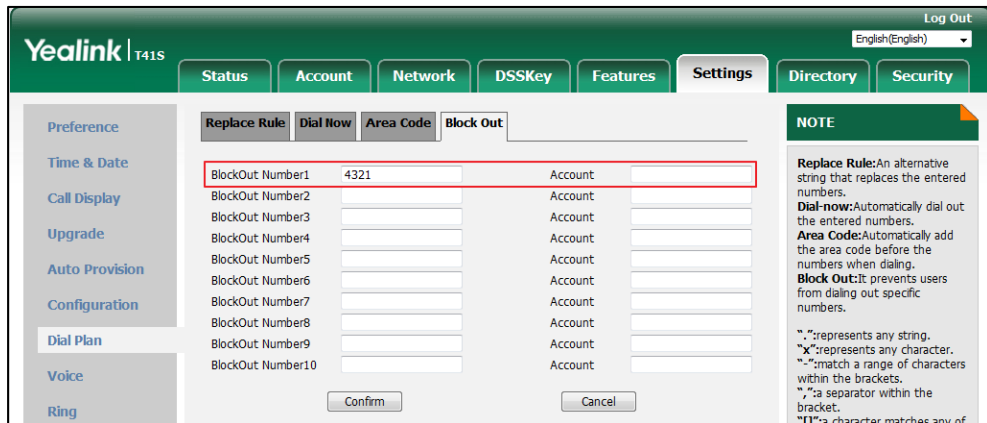 Log Out
Yealink | T41S
English(English)
Status Account Network DSSKey Features Settings Directory Security
Preference
Time & Date
Call Display
Upgrade
Auto Provision
Configuration
Dial Plan
Voice
Ring
Replace Rule Dial Now Area Code Block Out
BlockOut Number1 4321 Account
BlockOut Number2 Account
BlockOut Number3 Account
BlockOut Number4 Account
BlockOut Number5 Account
BlockOut Number6 Account
BlockOut Number7 Account
BlockOut Number8 Account
BlockOut Number9 Account
BlockOut Number10 Account
Confirm Cancel
NOTE
Replace Rule:An alternative
string that replaces the entered
numbers.
Dial-now:Automatically dial out
the entered numbers.
Area Code:Automatically add
the area code before the
numbers when dialing.
Block Out:It prevents users
from dialing out specific
numbers.
".":represents any string.
"x":represents any character.
"-":match a range of characters
within the brackets.
",":a separator within the
bracket.
"[]":a character matches any of